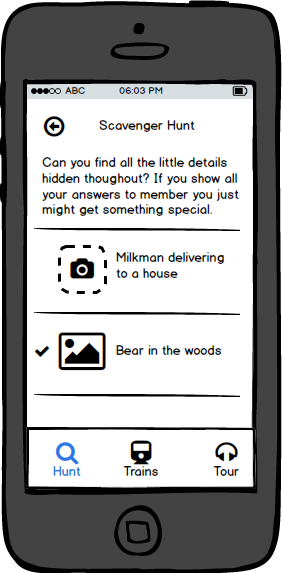 ABC 06:03 PM
Scavenger Hunt
Can you find all the little details
hidden thoughout? If you show all
your answers to member you just
might get something special.
Milkman delivering
to a house
Bear in the woods
Hunt Trains Tour